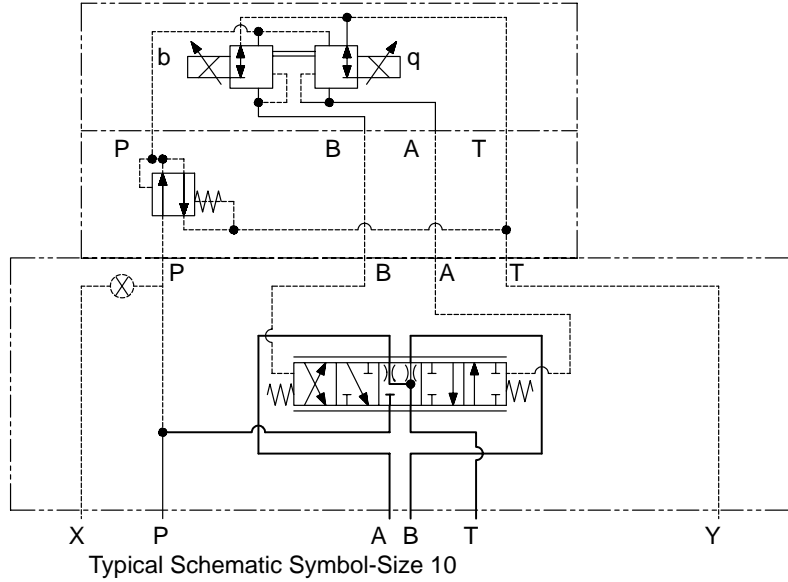 b q
P B A T
P B A T
X P A B T Y
Typical Schematic Symbol-Size 10